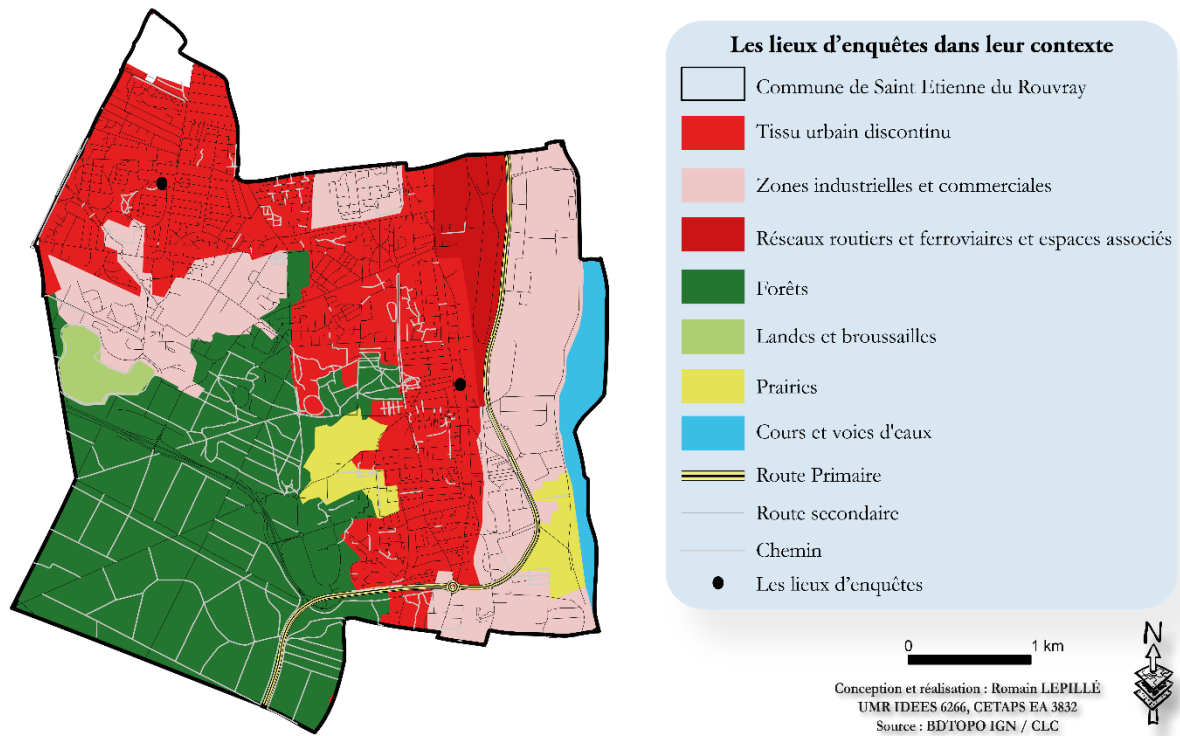 Les lieux d'enquêtes dans leur contexte
Commune de Saint Etienne du Rouvray
Tissu urbain discontinu
Zones industrielles et commerciales
Réseaux routiers et ferroviaires et espaces associés
Forêts
Landes et broussailles
Prairies
Cours et voies d'eaux
Route Primaire
Route secondaire
Chemin
Les lieux d'enquêtes
0 1 km
N
Conception et réalisation : Romain LEPILLÉ
UMR IDEES 6266, CETAPS EA 3832
Source : BDTOPO IGN / CLC